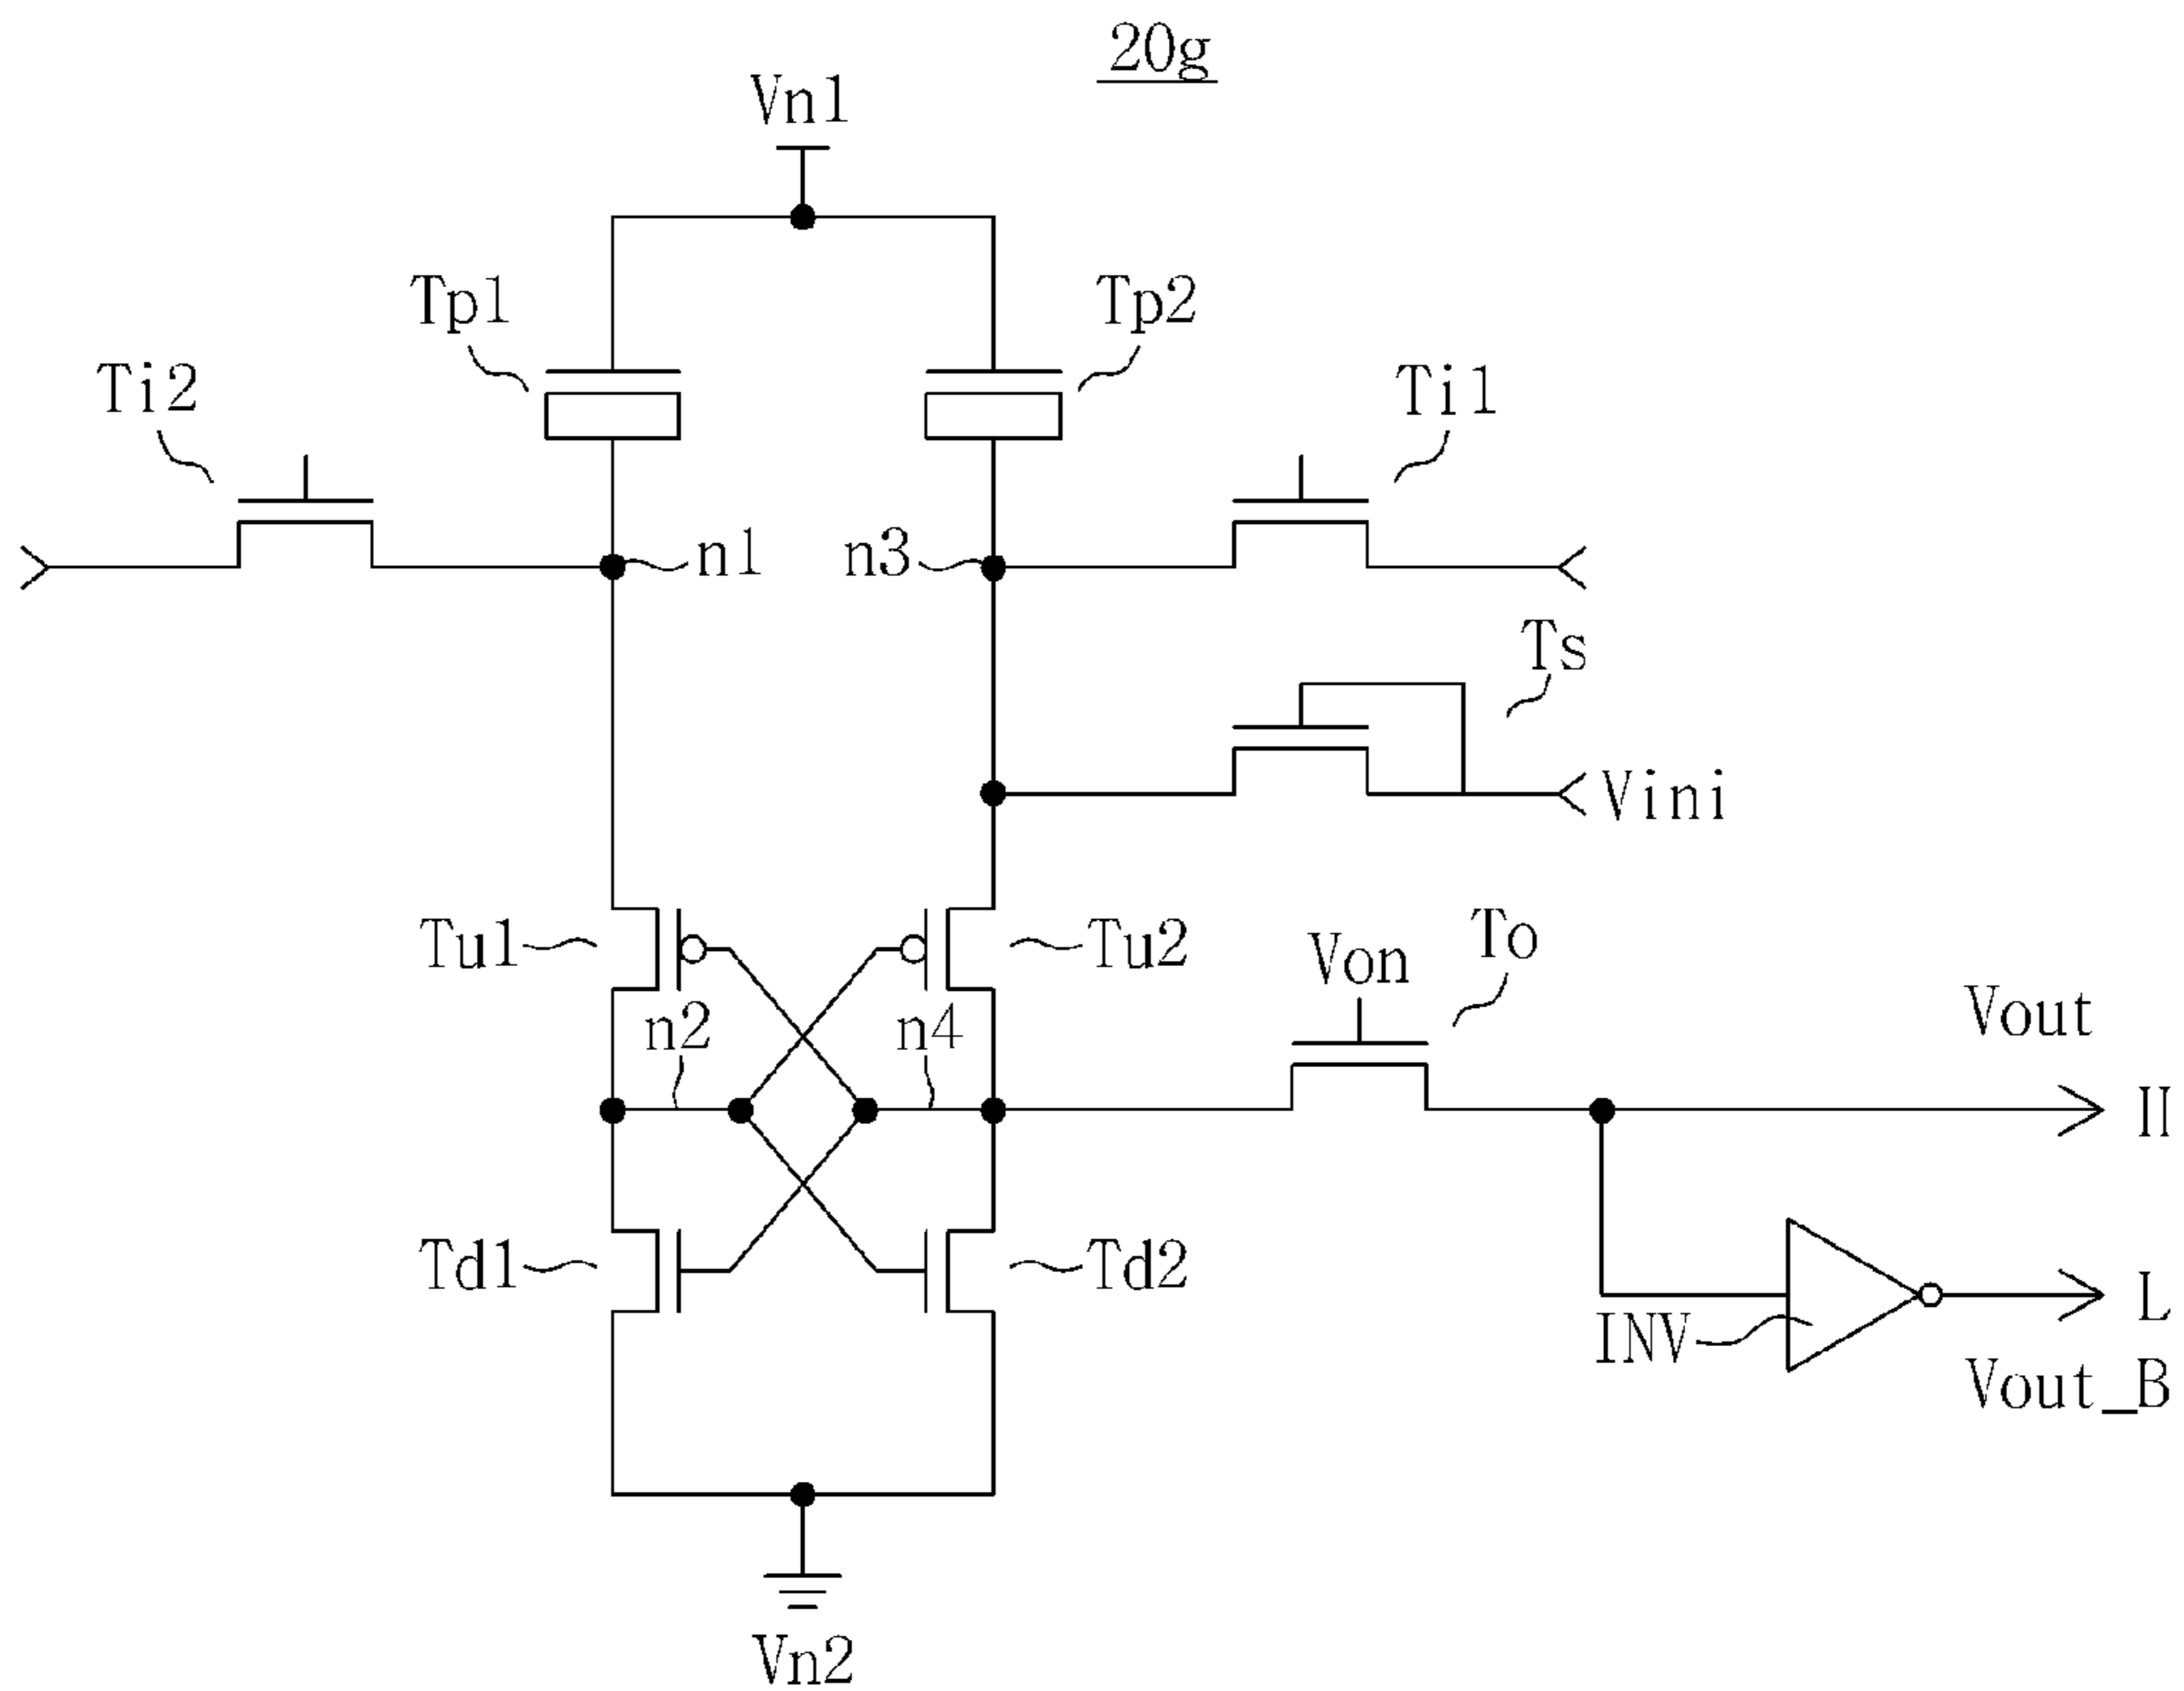 20g
Vn1
Tp1
Tp2
Ti2
Ti1
n1
n3
Ts
Vini
Tu1
Tu2
Von
To
n2
n4
Vout
H
Td1
Td2
INV
L
Vout_B
Vn2